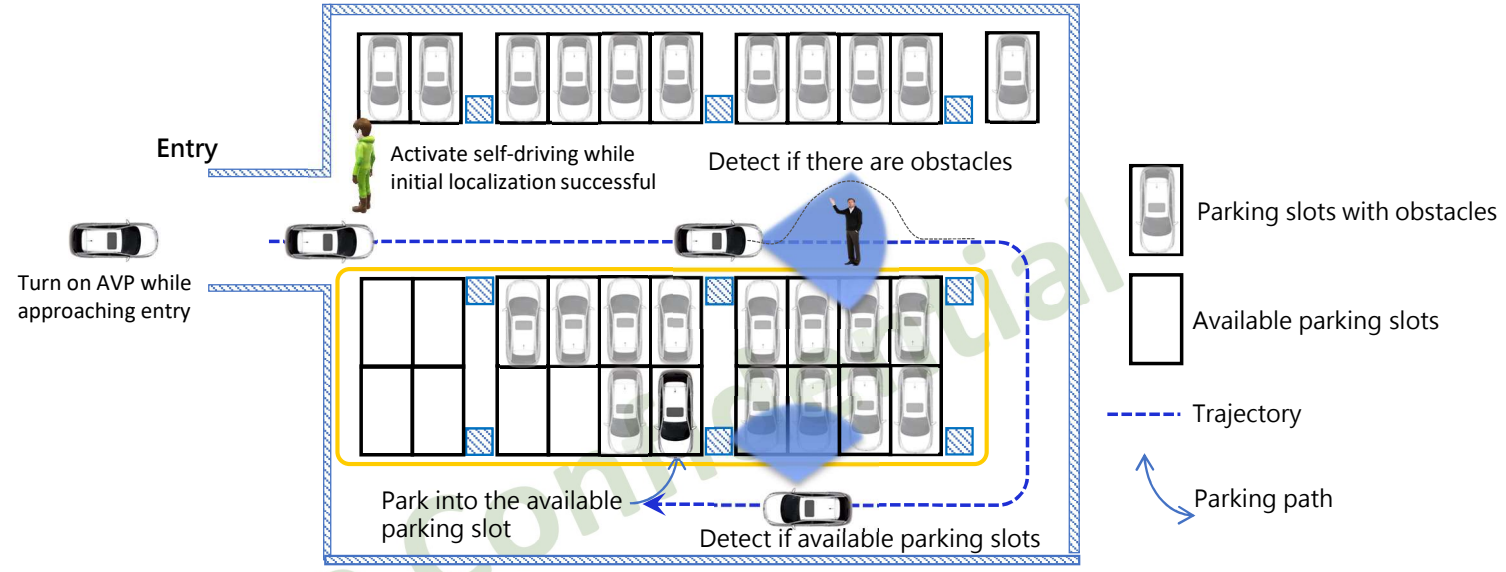 Entry
Activate self-driving while
initial localization successful
Detect if there are obstacles
Turn on AVP while
approaching entry
Parking slots with obstacles
Available parking slots
Trajectory
Parking path
Park into the available
parking slot
Detect if available parking slots
Confidential